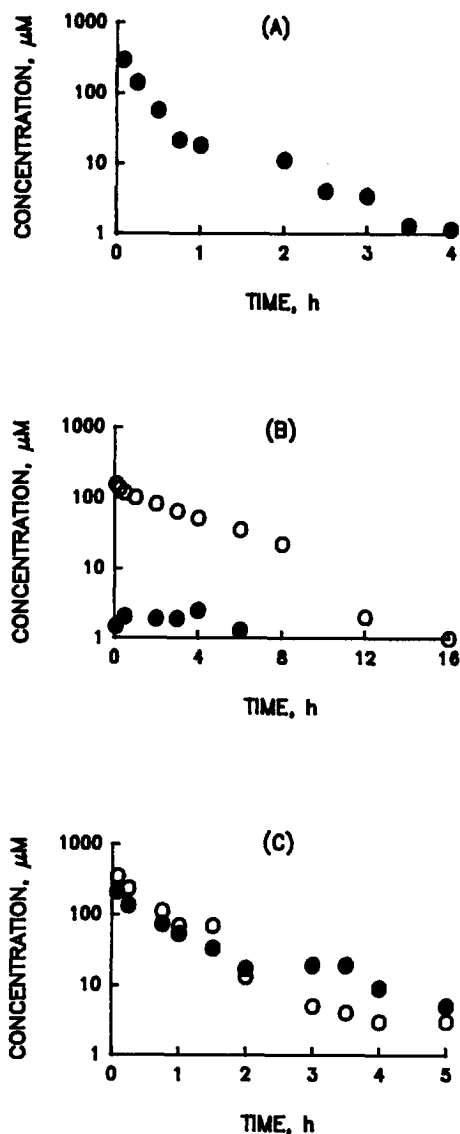 (A)
CONCENTRATION, μM
1000
100
10
1
0 1 2 3 4
TIME, h
(B)
CONCENTRATION, μM
1000
100
10
1
0 4 8 12 16
TIME, h
(C)
CONCENTRATION, μM
1000
100
10
1
0 1 2 3 4 5
TIME, h